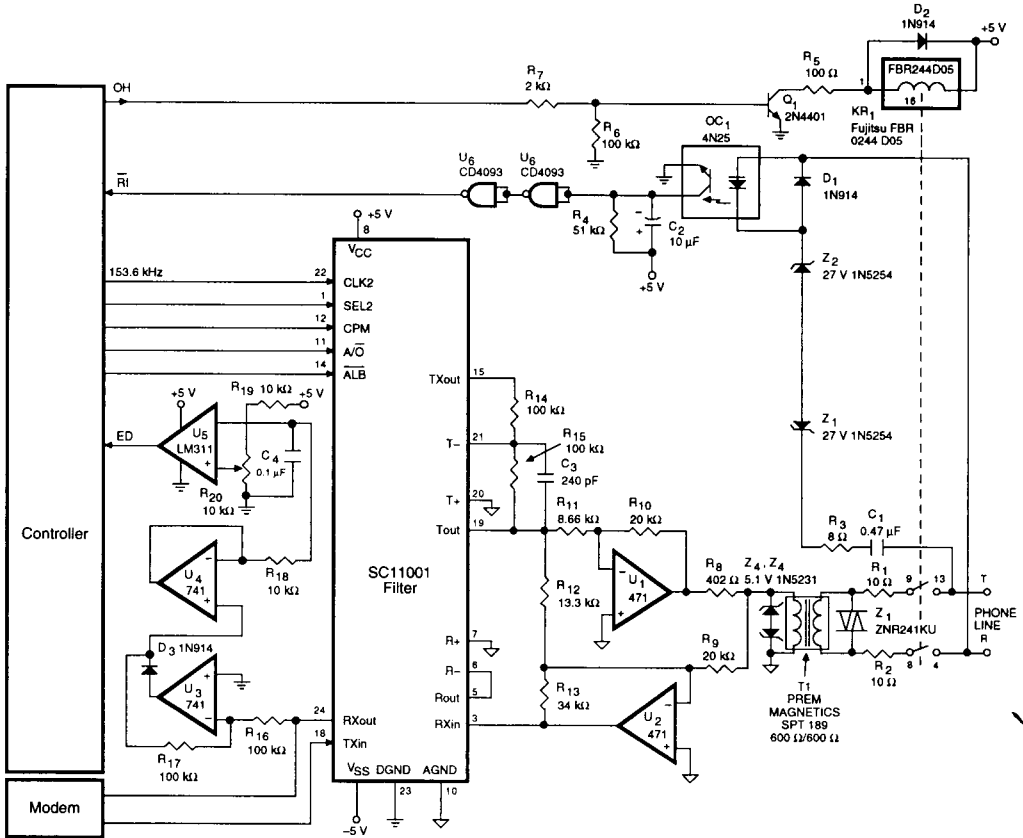 D2
1N914
+5 V
FBR244D05
1
16
R5
100 Ω
KR1
Fujitsu FBR
0244 D05
OH
R7
2 kΩ
Q1
2N4401
R6
100 kΩ
OC1
4N25
U6
CD4093
U6
CD4093
RI
D1
1N914
R4
51 kΩ
−
+
C2
10 µF
+5 V
+5 V
8
VCC
Z2
27 V 1N5254
153.6 kHz
22
CLK2
1
SEL2
12
CPM
11
A/O
14
ALB
15
TXout
R14
100 kΩ
R19 10 kΩ
+5 V
+5 V
ED
U5
LM311
−
+
C4
0.1 µF
R20
10 kΩ
21
T−
R15
100 kΩ
C3
240 pF
Z1
27 V 1N5254
20
T+
19
Tout
R11
8.66 kΩ
R10
20 kΩ
R3
8 Ω
C1
0.47 µF
Controller
SC11001
Filter
U4
741
−
+
R18
10 kΩ
R12
13.3 kΩ
−
+
U1
471
R8
402 Ω
Z4, Z4
5.1 V 1N5231
R1
10 Ω
9
13
T
PHONE
LINE
R
Z1
ZNR241KU
8
4
R2
10 Ω
R9
20 kΩ
T1
PREM
MAGNETICS
SPT 189
600 Ω/600 Ω
7
R+
6
R−
5
Rout
3
RXin
R13
34 kΩ
U2
471
−
+
D3 1N914
U3
741
+
−
R16
100 kΩ
R17
100 kΩ
24
RXout
18
TXin
VSS
DGND
AGND
23
10
−5 V
Modem